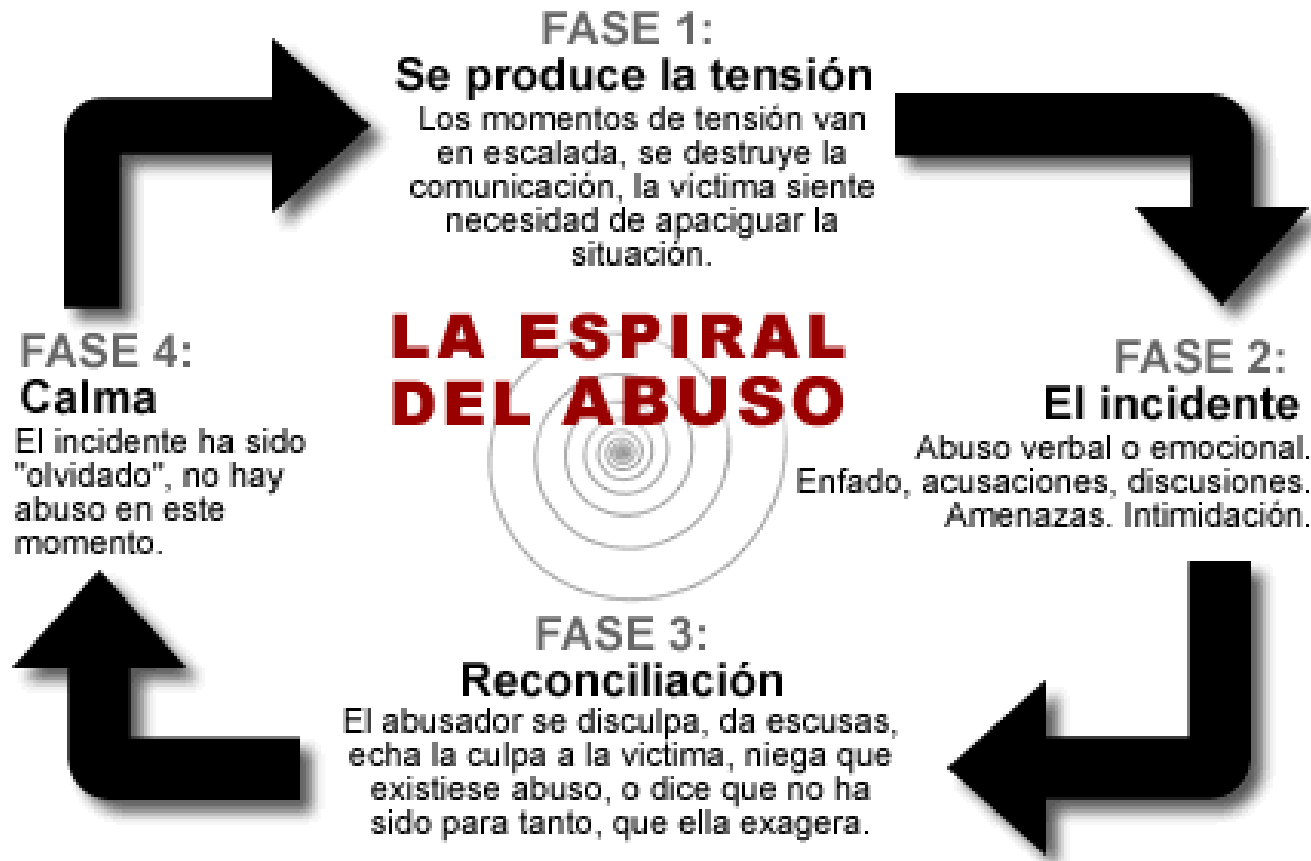 FASE 1:
Se produce la tensión
Los momentos de tensión van
en escalada, se destruye la
comunicación, la víctima siente
necesidad de apaciguar la
situación.
LA ESPIRAL
DEL ABUSO
FASE 2:
El incidente
Abuso verbal o emocional.
Enfado, acusaciones, discusiones.
Amenazas. Intimidación.
FASE 3:
Reconciliación
El abusador se disculpa, da escusas,
echa la culpa a la victima, niega que
existiese abuso, o dice que no ha
sido para tanto, que ella exagera.
FASE 4:
Calma
El incidente ha sido
"olvidado", no hay
abuso en este
momento.